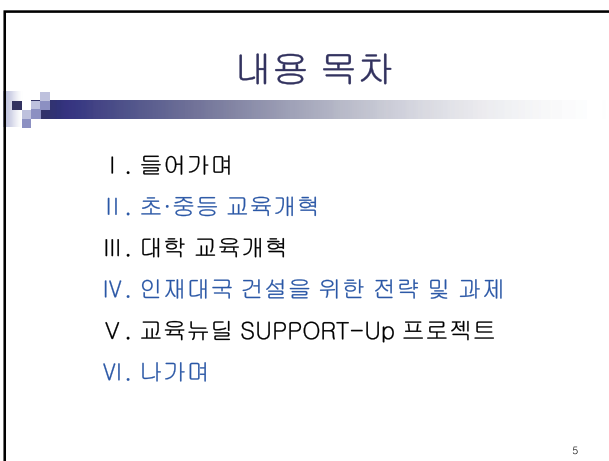 내용 목차
Ⅰ. 들어가며
Ⅱ. 초·중등 교육개혁
Ⅲ. 대학 교육개혁
Ⅳ. 인재대국 건설을 위한 전략 및 과제
Ⅴ. 교육뉴딜 SUPPORT-Up 프로젝트
Ⅵ. 나가며
5